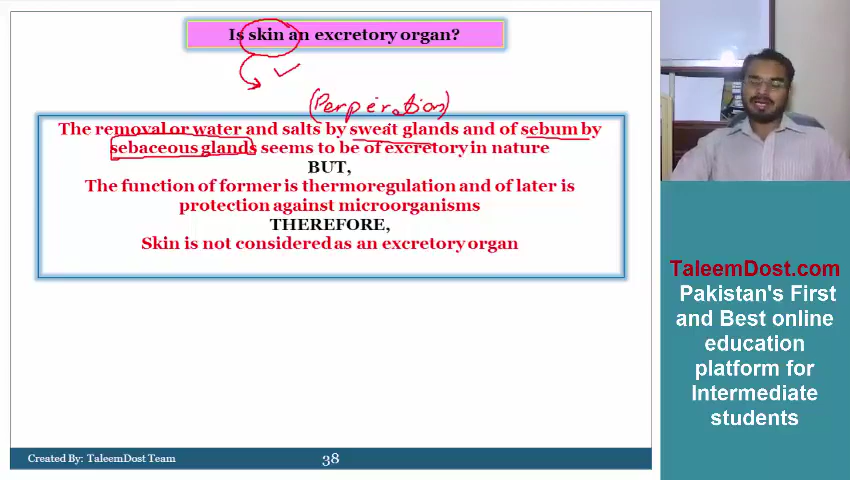 Is skin an excretory organ?
(Perperation)
The removal or water and salts by sweat glands and of sebum by
sebaceous glands seems to be of excretory in nature
BUT,
The function of former is thermoregulation and of later is
protection against microorganisms
THEREFORE,
Skin is not considered as an excretory organ
TaleemDost.com
Pakistan's First
and Best online
education
platform for
Intermediate
students
Created By: TaleemDost Team
38